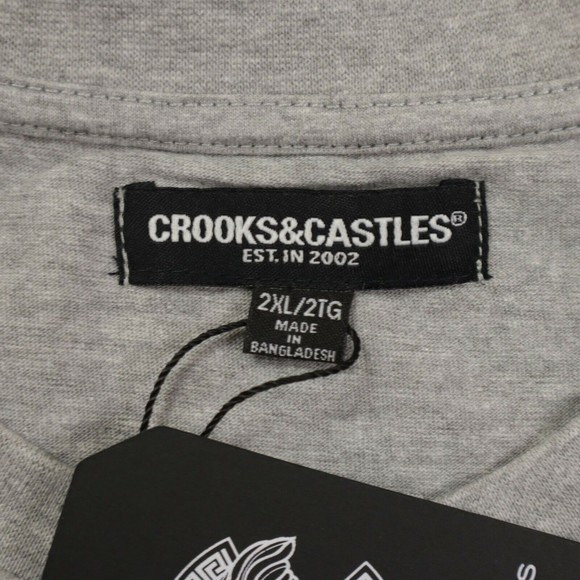 CROOKS&CASTLES®
EST. IN 2002
2XL/2TG
MADE
IN
BANGLADESH